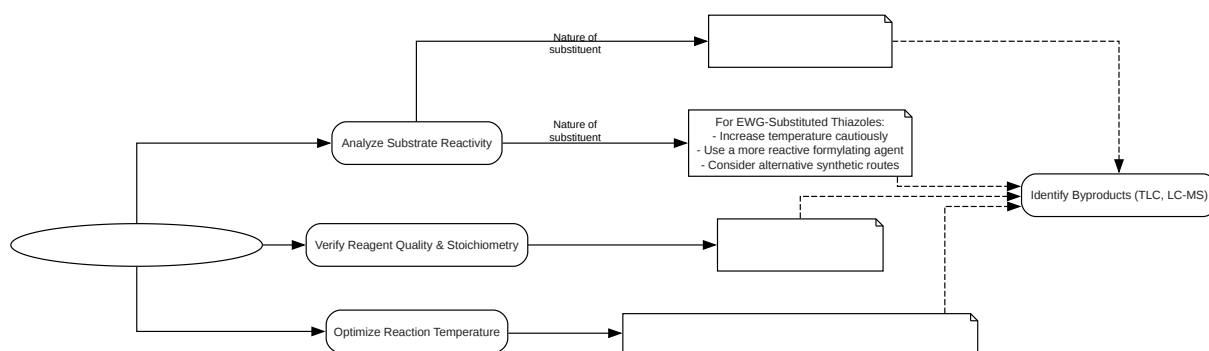 Nature of
substituent
Analyze Substrate Reactivity
Nature of
substituent
For EWG-Substituted Thiazoles:
- Increase temperature cautiously
- Use a more reactive formylating agent
- Consider alternative synthetic routes
Identify Byproducts (TLC, LC-MS)
Verify Reagent Quality & Stoichiometry
Optimize Reaction Temperature